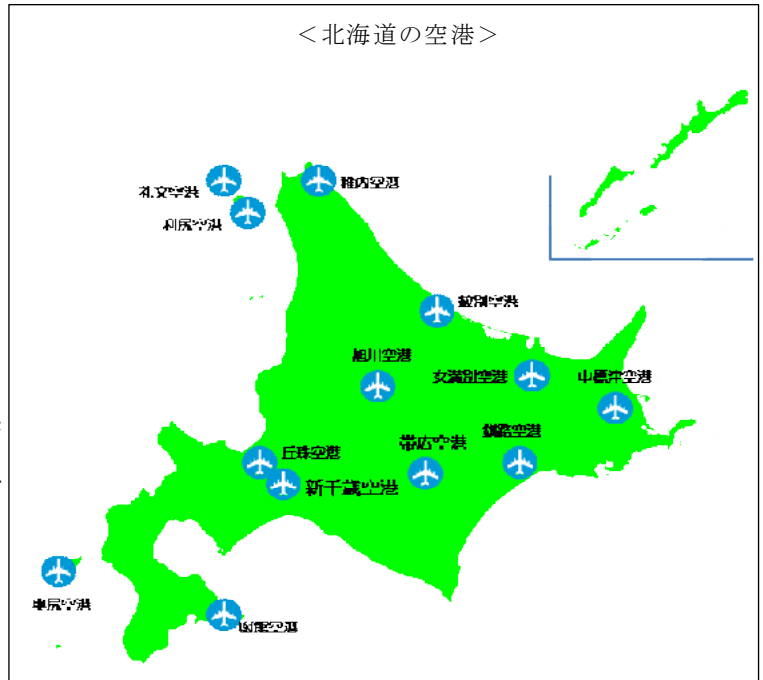 ＜北海道の空港＞
礼文空港
稚内空港
利尻空港
紋別空港
旭川空港
女満別空港
中標津空港
丘珠空港
帯広空港
釧路空港
新千歳空港
奥尻空港
函館空港